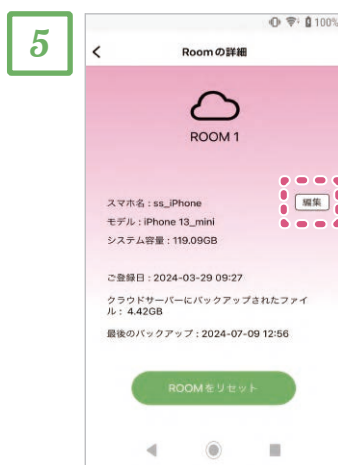 5
100%
Roomの詳細
ROOM 1
スマホ名 : ss_iPhone
編集
モデル : iPhone 13_mini
システム容量 : 119.09GB
ご登録日 : 2024-03-29 09:27
クラウドサーバーにバックアップされたファイ
ル : 4.42GB
最後のバックアップ : 2024-07-09 12:56
ROOMをリセット